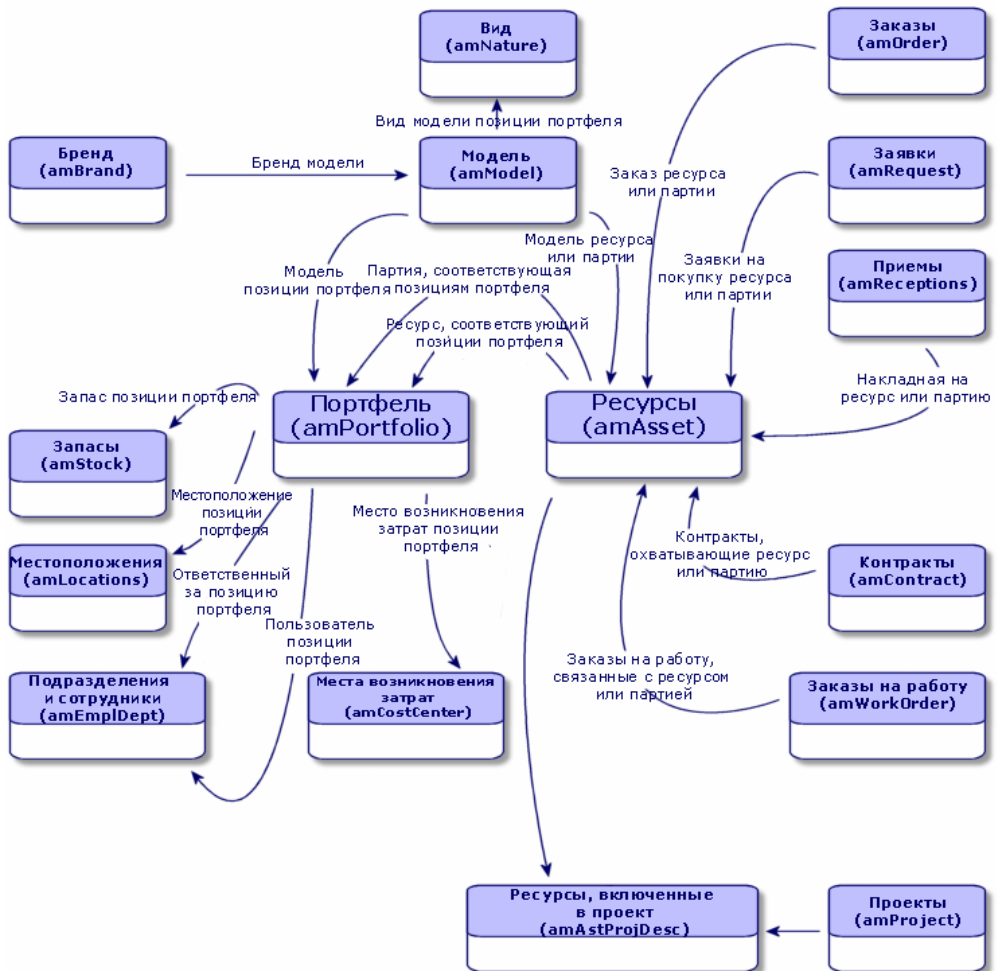 Вид
(amNature)
Заказы
(amOrder)
Вид модели позиции портфеля
Бренд
(amBrand)
Бренд модели
Модель
(amModel)
Заказ ресурса
или партии
Заявки
(amRequest)
Модель
позиции портфеля
Партия, соответствующая
позициям портфеля
Модель ресурса
или партии
Заявки на
покупку ресурса
или партии
Приемы
(amReceptions)
Ресурс, соответствующий
позиции портфеля
Накладная на
ресурс или партию
Запас позиции портфеля
Портфель
(amPortfolio)
Ресурсы
(amAsset)
Запасы
(amStock)
Местоположение
позиции
портфеля
Место возникновения
затрат позиции
портфеля
Контракты,
охватывающие ресурс
или партию
Местоположения
(amLocations)
Контракты
(amContract)
Ответственный
за позицию
портфеля
Пользователь
позиции
портфеля
Заказы на работу,
связанные с ресурсом
или партией
Подразделения
и сотрудники
(amEmplDept)
Места возникновения
затрат
(amCostCenter)
Заказы на работу
(amWorkOrder)
Ресурсы, включенные
в проект
(amAstProjDesc)
Проекты
(amProject)